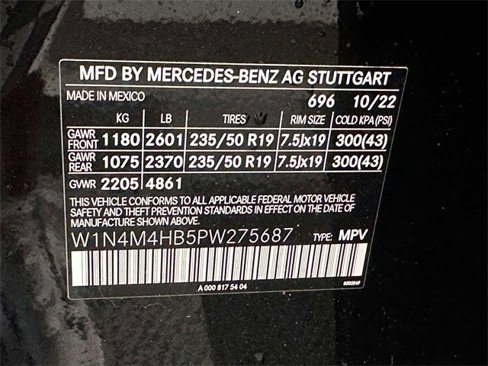 MFD BY MERCEDES-BENZ AG STUTTGART
MADE IN MEXICO 696 10/22
KG LB TIRES RIM SIZE COLD KPA(PSI)
GAWR FRONT 1180 2601 235/50 R19 7.5Jx19 300(43)
GAWR REAR 1075 2370 235/50 R19 7.5Jx19 300(43)
GVWR 2205 4861
THIS VEHICLE CONFORMS TO ALL APPLICABLE FEDERAL MOTOR VEHICLE
SAFETY AND THEFT PREVENTION STANDARDS IN EFFECT ON THE DATE OF
MANUFACTURE SHOWN ABOVE.
W1N4M4HB5PW275687 TYPE: MPV
A 000 817 54 04